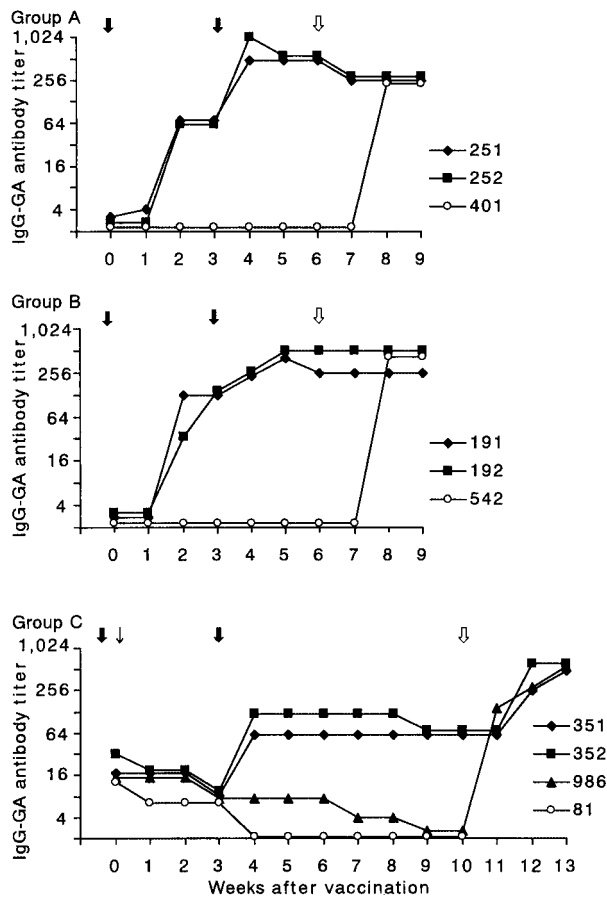 Group A
IgG-GA antibody titer
1,024
256
64
16
4
0 1 2 3 4 5 6 7 8 9
251
252
401
Group B
IgG-GA antibody titer
1,024
256
64
16
4
0 1 2 3 4 5 6 7 8 9
191
192
542
Group C
IgG-GA antibody titer
1,024
256
64
16
4
0 1 2 3 4 5 6 7 8 9 10 11 12 13
351
352
986
81
Weeks after vaccination